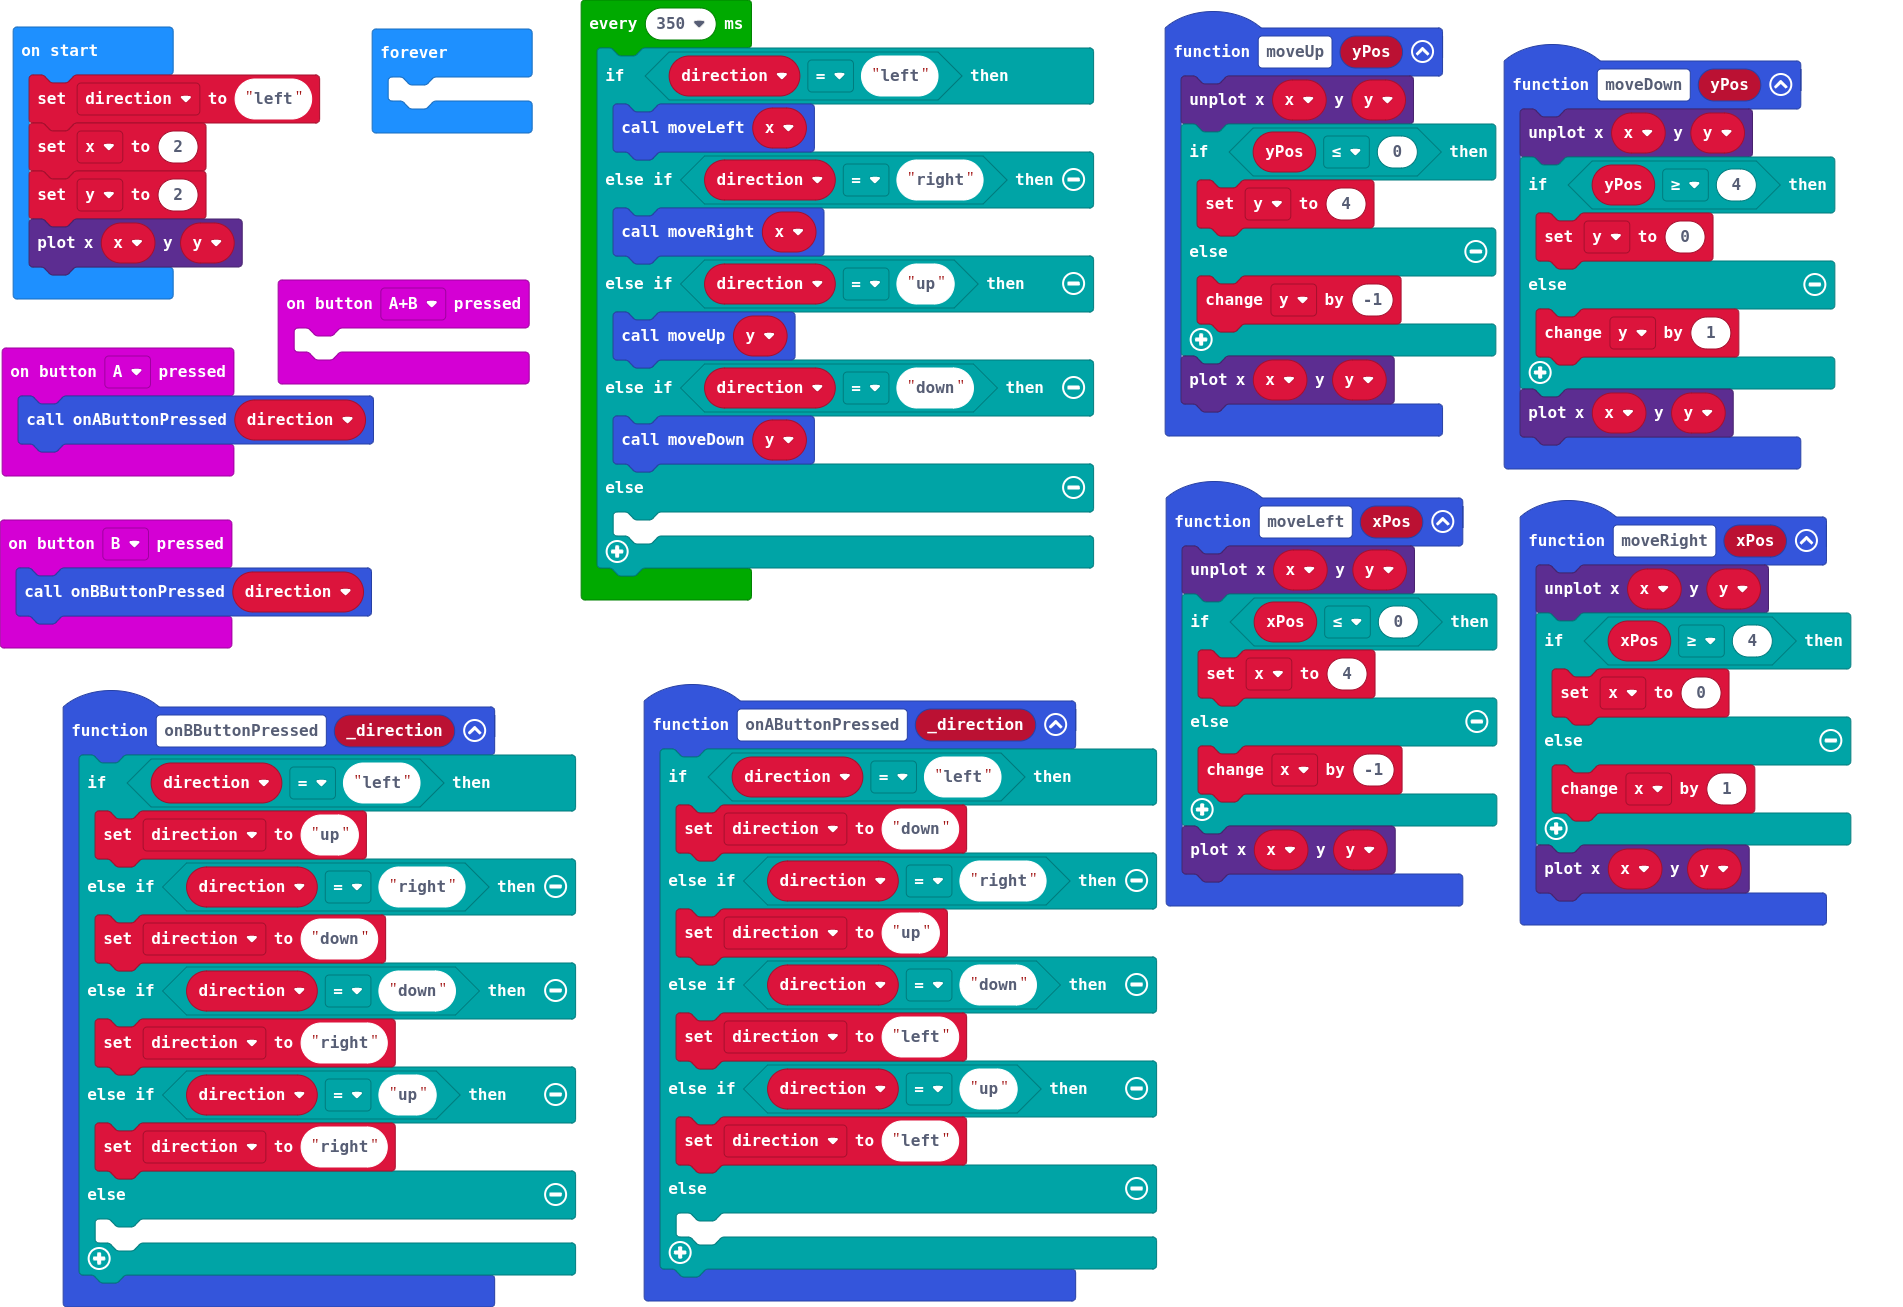 on start
set direction to "left"
set x to 2
set y to 2
plot x x y y
forever
on button A+B pressed
on button A pressed
call onAButtonPressed direction
on button B pressed
call onBButtonPressed direction
every 350 ms
if direction = "left" then
call moveLeft x
else if direction = "right" then
call moveRight x
else if direction = "up" then
call moveUp y
else if direction = "down" then
call moveDown y
else
function moveUp yPos
unplot x x y y
if yPos ≤ 0 then
set y to 4
else
change y by -1
plot x x y y
function moveDown yPos
unplot x x y y
if yPos ≥ 4 then
set y to 0
else
change y by 1
plot x x y y
function moveLeft xPos
unplot x x y y
if xPos ≤ 0 then
set x to 4
else
change x by -1
plot x x y y
function moveRight xPos
unplot x x y y
if xPos ≥ 4 then
set x to 0
else
change x by 1
plot x x y y
function onBButtonPressed _direction
if direction = "left" then
set direction to "up"
else if direction = "right" then
set direction to "down"
else if direction = "down" then
set direction to "right"
else if direction = "up" then
set direction to "right"
else
function onAButtonPressed _direction
if direction = "left" then
set direction to "down"
else if direction = "right" then
set direction to "up"
else if direction = "down" then
set direction to "left"
else if direction = "up" then
set direction to "left"
else